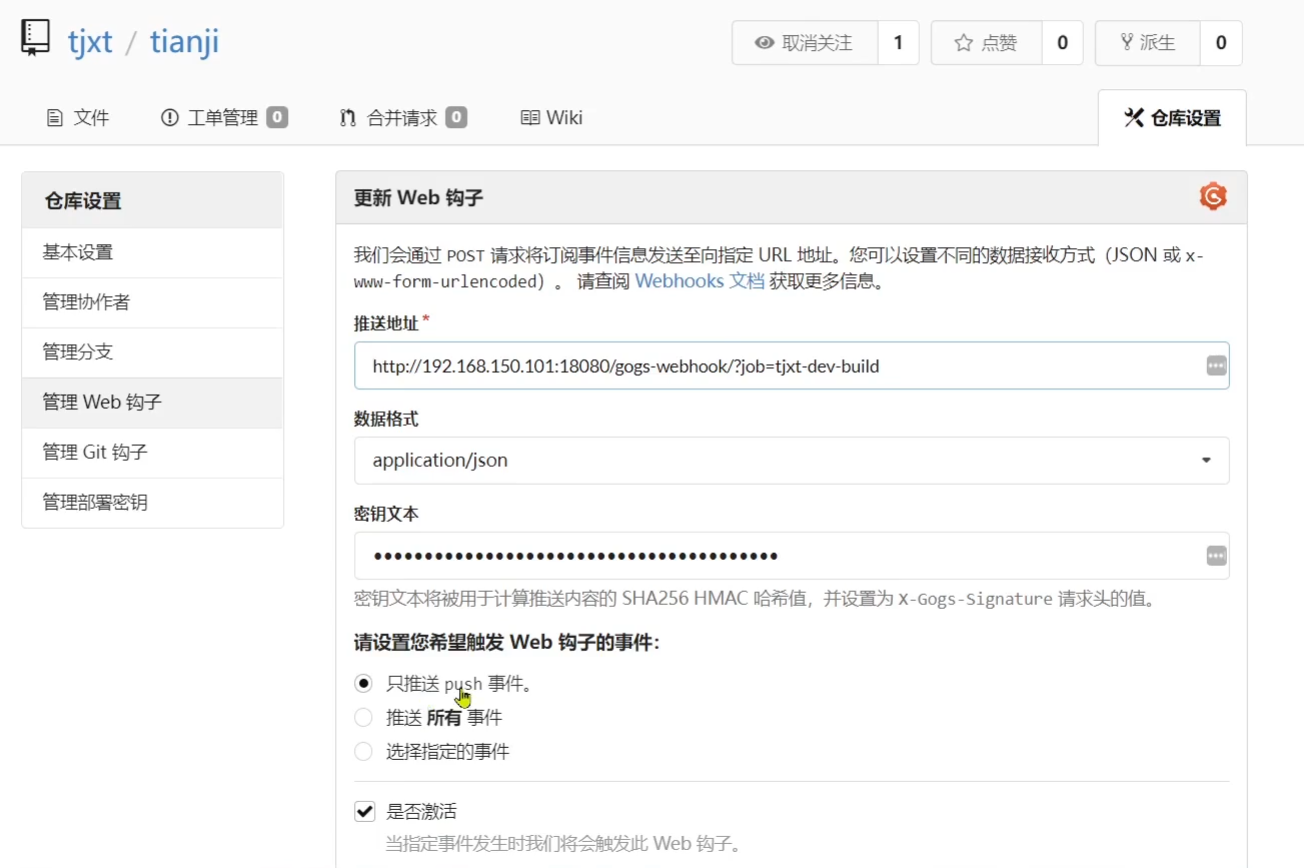 tjxt / tianji
取消关注 1
点赞 0
派生 0
文件
工单管理 0
合并请求 0
Wiki
仓库设置
仓库设置
基本设置
管理协作者
管理分支
管理 Web 钩子
管理 Git 钩子
管理部署密钥
更新 Web 钩子
我们会通过 POST 请求将订阅事件信息发送至向指定 URL 地址。您可以设置不同的数据接收方式（JSON 或 x-
www-form-urlencoded）。 请查阅 Webhooks 文档 获取更多信息。
推送地址*
http://192.168.150.101:18080/gogs-webhook/?job=tjxt-dev-build
数据格式
application/json
密钥文本
密钥文本将被用于计算推送内容的 SHA256 HMAC 哈希值，并设置为 X-Gogs-Signature 请求头的值。
请设置您希望触发 Web 钩子的事件：
只推送 push 事件。
推送 所有 事件
选择指定的事件
是否激活
当指定事件发生时我们将会触发此 Web 钩子。